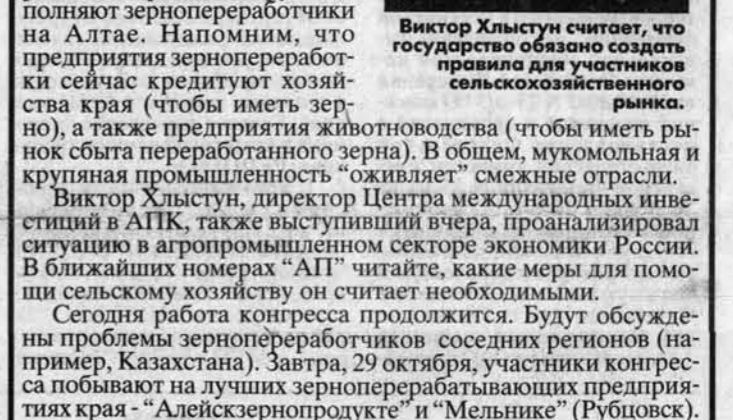 полняют зернопереработчики
на Алтае. Напомним, что
предприятия зернопереработ-
ки сейчас кредитуют хозяй-
ства края (чтобы иметь зер-
Виктор Хлыстун считает, что
государство обязано создать
правила для участников
сельскохозяйственного
рынка.
но), а также предприятия животноводства (чтобы иметь ры-
нок сбыта переработанного зерна). В общем, мукомольная и
крупяная промышленность "оживляет" смежные отрасли.
Виктор Хлыстун, директор Центра международных инве-
стиций в АПК, также выступивший вчера, проанализировал
ситуацию в агропромышленном секторе экономики России.
В ближайших номерах "АП" читайте, какие меры для помо-
щи сельскому хозяйству он считает необходимыми.
Сегодня работа конгресса продолжится. Будут обсужде-
ны проблемы зернопереработчиков соседних регионов (на-
пример, Казахстана). Завтра, 29 октября, участники конгрес-
са побывают на лучших зерноперерабатывающих предприя-
тиях края - "Алейскзернопродукте" и "Мельнике" (Рубцовск).